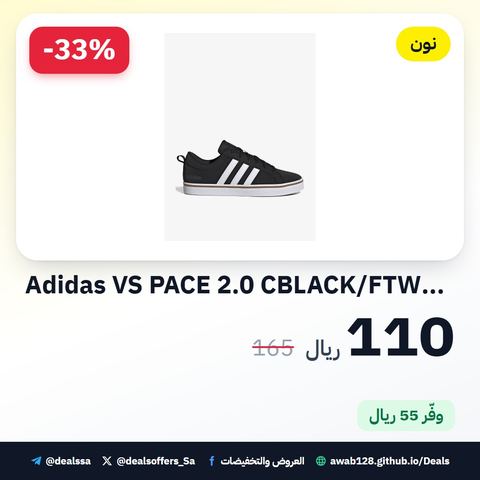 -33%
نون
Adidas VS PACE 2.0 CBLACK/FTW...
110 ريال 165
وفّر 55 ريال
@dealssa @dealsoffers_Sa العروض والتخفيضات awab128.github.io/Deals